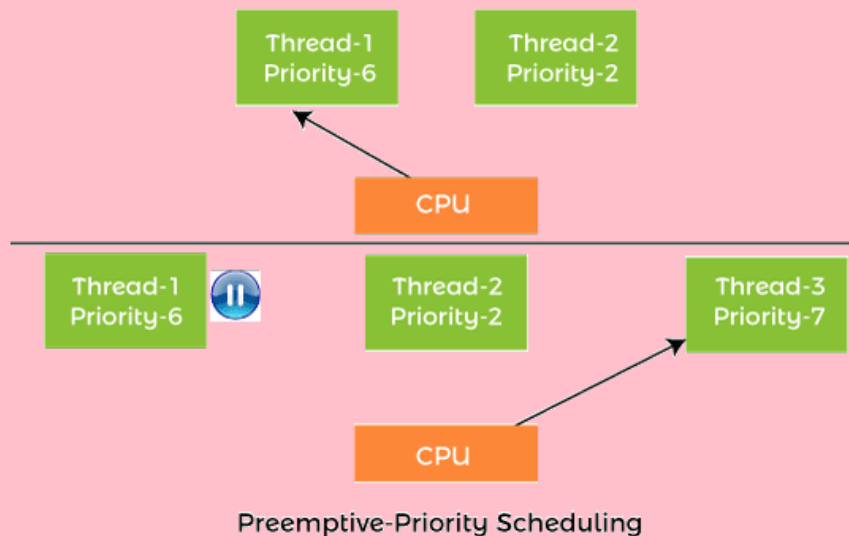 Thread-1
Priority-6
Thread-2
Priority-2
CPU
Thread-1
Priority-6
Thread-2
Priority-2
Thread-3
Priority-7
CPU
Preemptive-Priority Scheduling